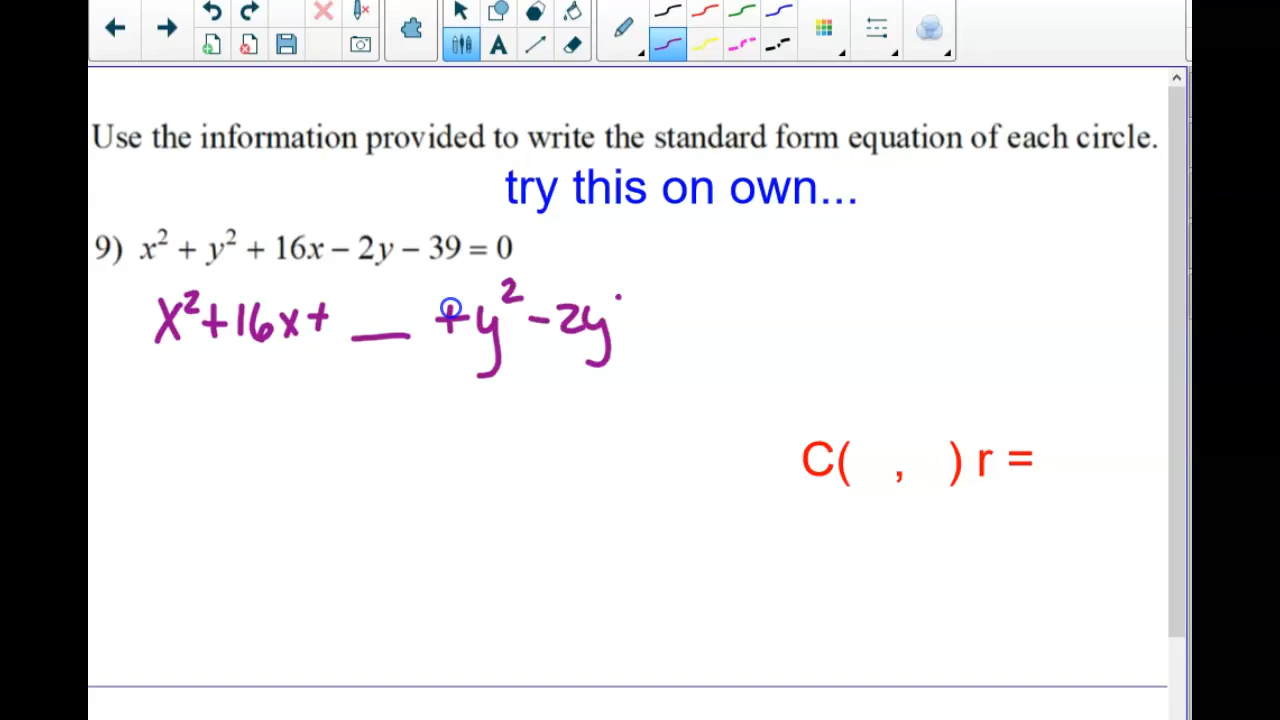 Use the information provided to write the standard form equation of each circle.
try this on own...
9) x² + y² + 16x − 2y − 39 = 0
x² + 16x + __ + y² − 2y
C( , ) r =